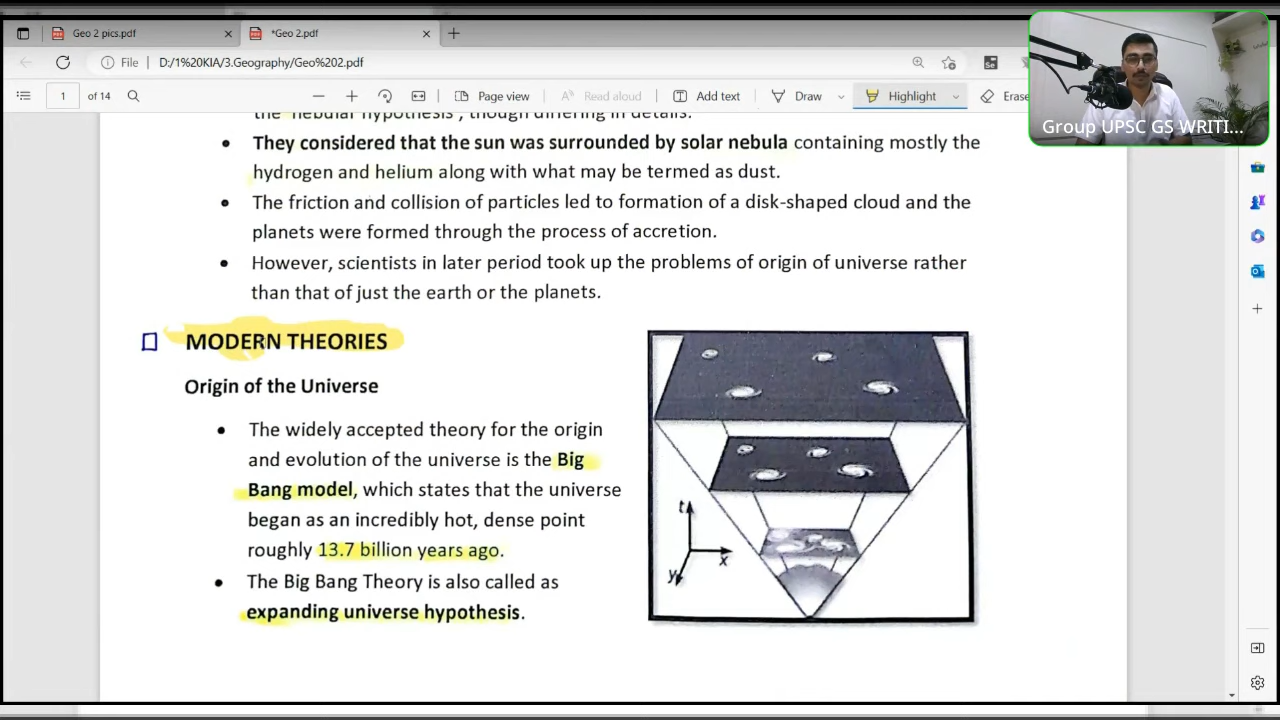 Geo 2 pics.pdf
*Geo 2.pdf
File
D:/1%20KIA/3.Geography/Geo%202.pdf
1 of 14
Page view
Read aloud
Add text
Draw
Highlight
Erase
Group UPSC GS WRITI...
the 'nebular hypothesis', though differing in details.
• They considered that the sun was surrounded by solar nebula containing mostly the
hydrogen and helium along with what may be termed as dust.
• The friction and collision of particles led to formation of a disk-shaped cloud and the
planets were formed through the process of accretion.
• However, scientists in later period took up the problems of origin of universe rather
than that of just the earth or the planets.
MODERN THEORIES
Origin of the Universe
• The widely accepted theory for the origin
and evolution of the universe is the Big
Bang model, which states that the universe
began as an incredibly hot, dense point
roughly 13.7 billion years ago.
• The Big Bang Theory is also called as
expanding universe hypothesis.
t
x
y